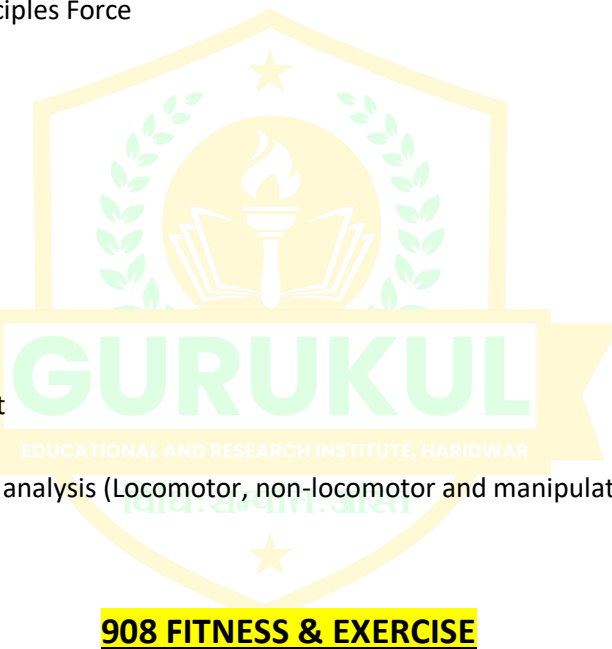 ciples Force
GURUKUL
t
EDUCATIONAL AND RESEARCH INSTITUTE, HARIDWAR
analysis (Locomotor, non-locomotor and manipulat
908 FITNESS & EXERCISE